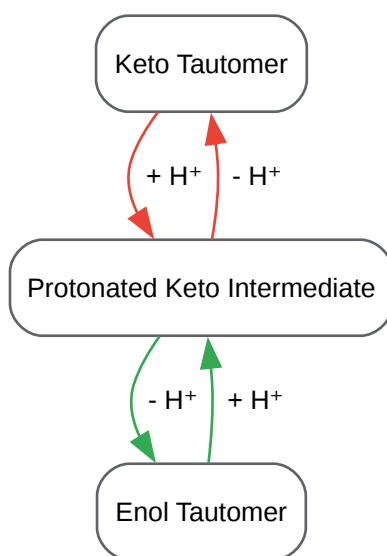 Keto Tautomer
+ H⁺
- H⁺
Protonated Keto Intermediate
- H⁺
+ H⁺
Enol Tautomer